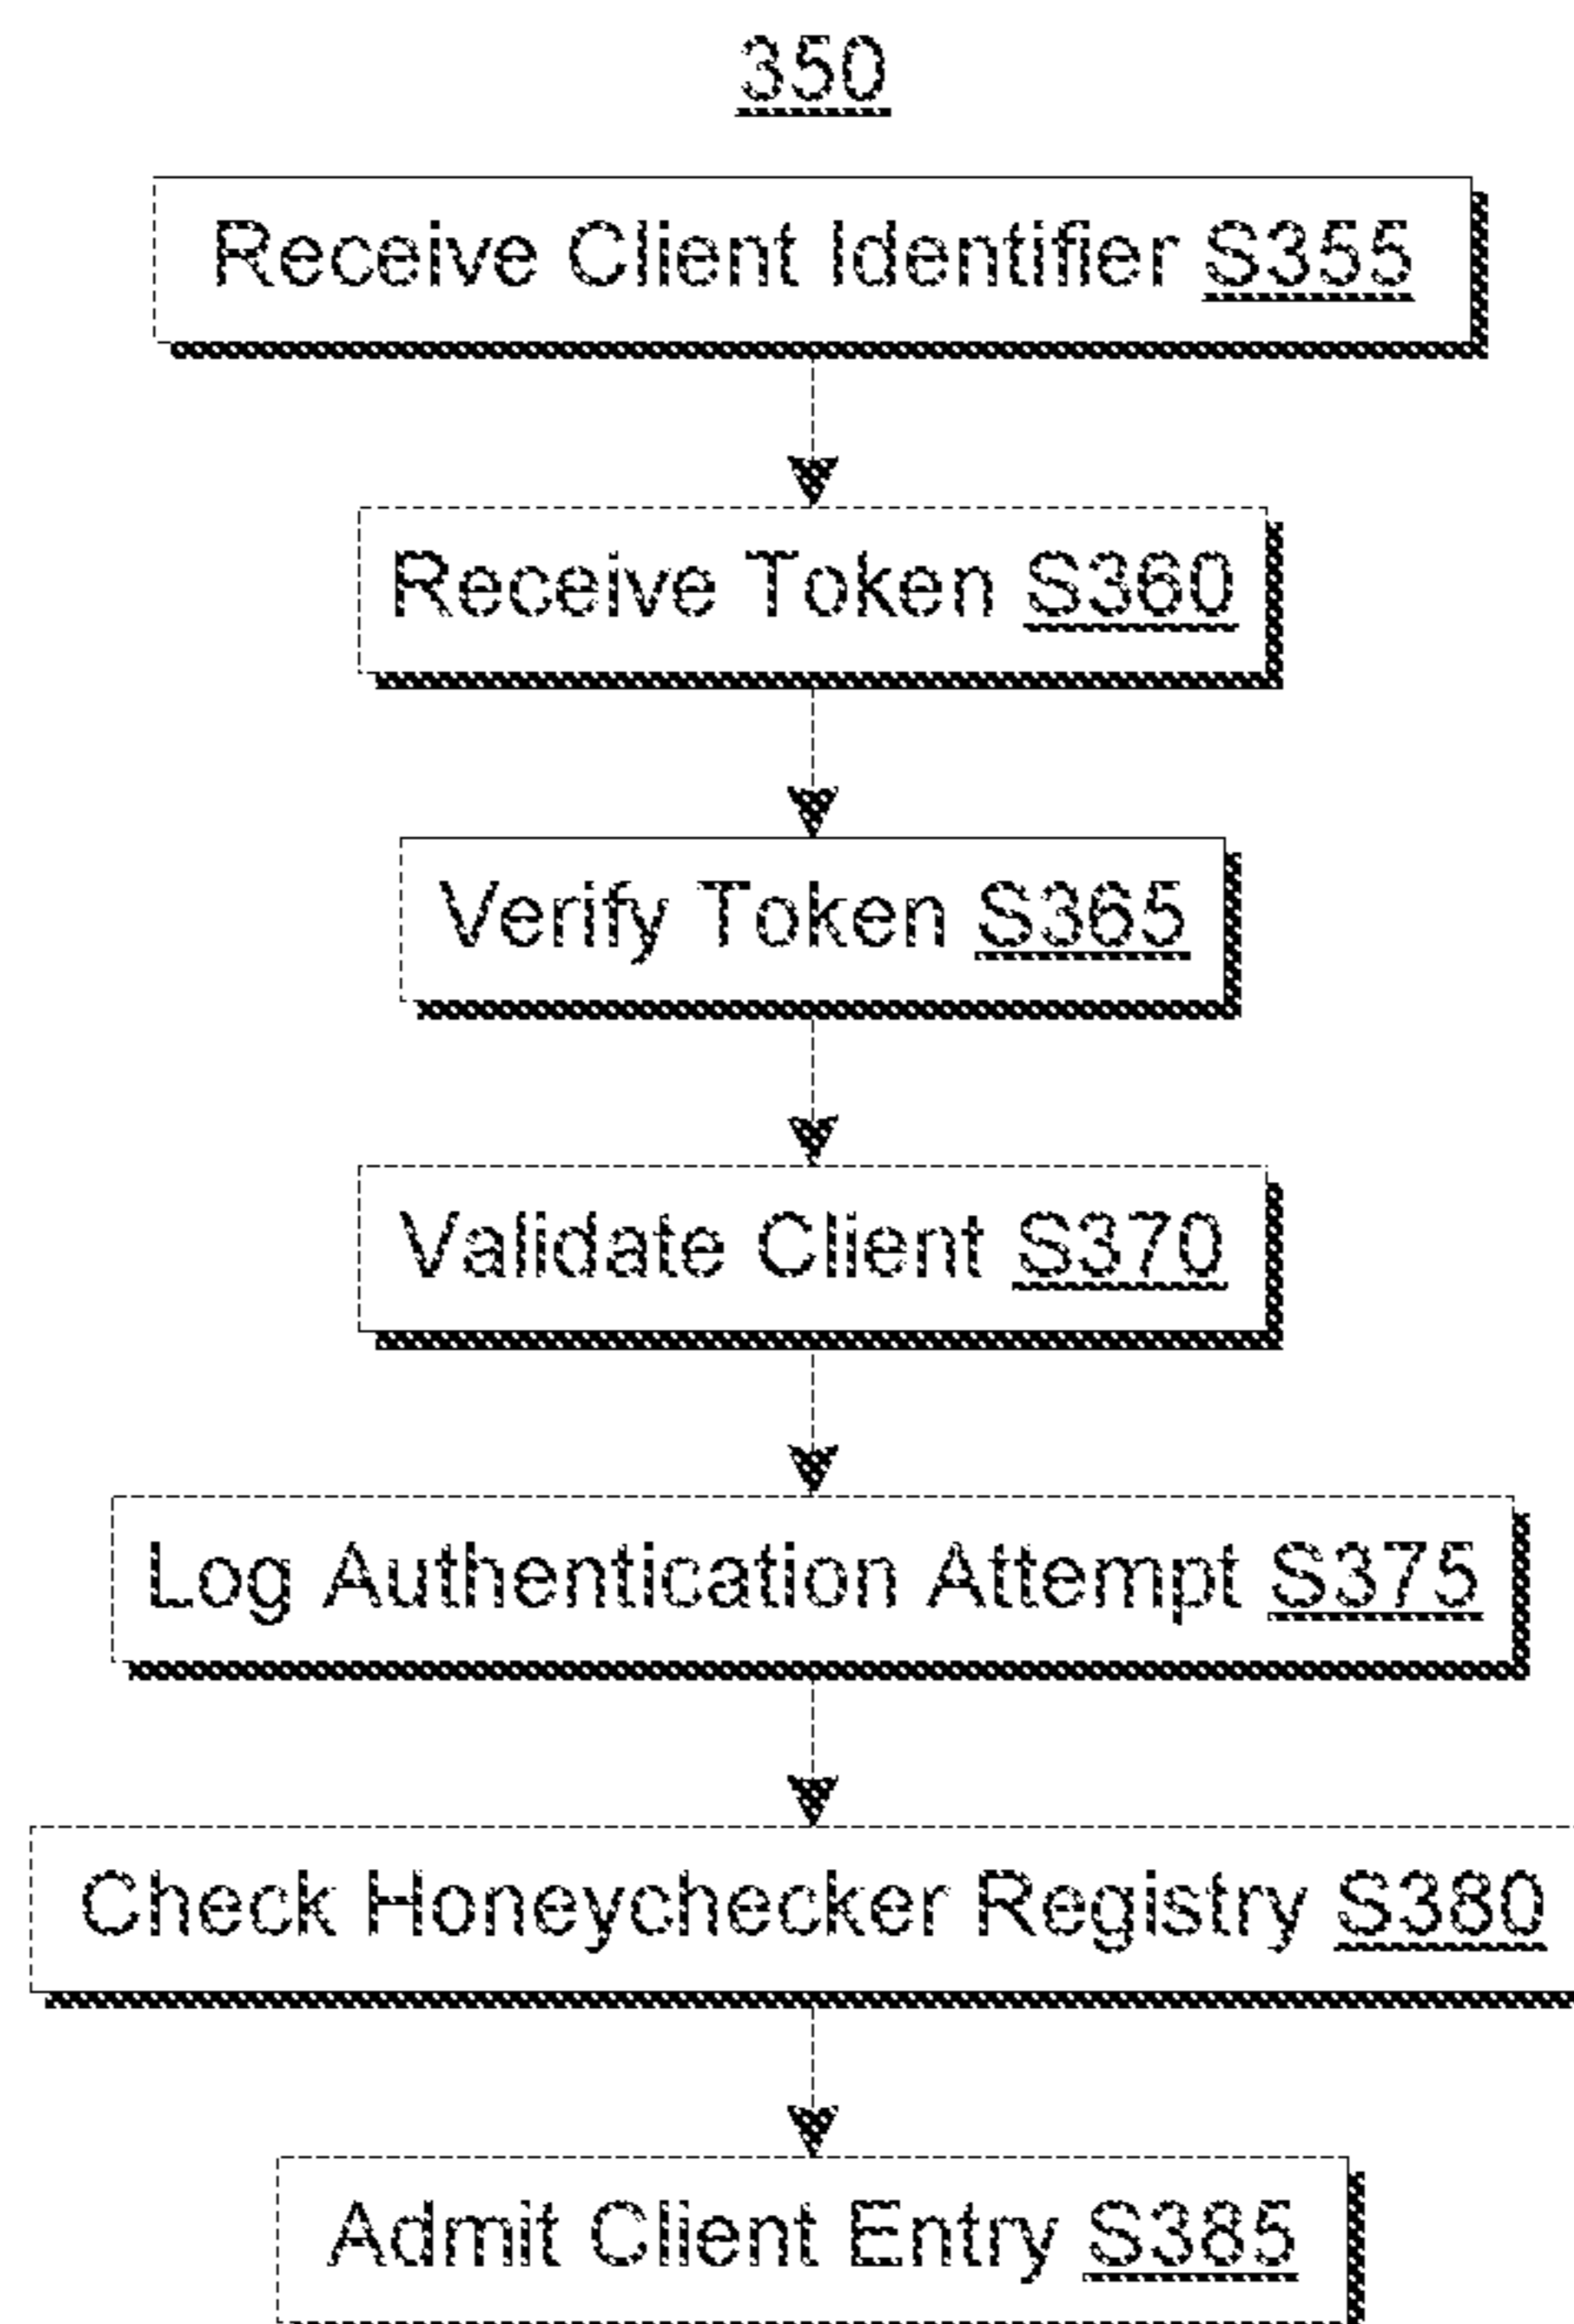 350
Receive Client Identifier S355
Receive Token S360
Verify Token S365
Validate Client S370
Log Authentication Attempt S375
Check Honeychecker Registry S380
Admit Client Entry S385